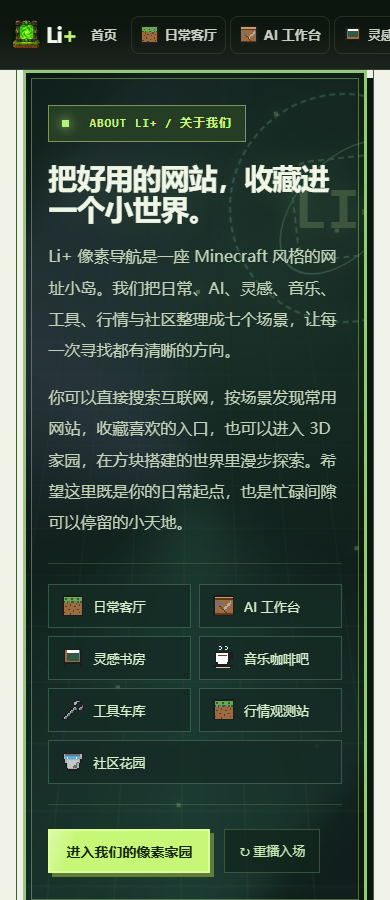 Li+ 首页 日常客厅 AI 工作台
ABOUT LI+ / 关于我们
把好用的网站，收藏进
一个小世界。
LI
Li+ 像素导航是一座 Minecraft 风格的网
址小岛。我们把日常、AI、灵感、音乐、
工具、行情与社区整理成七个场景，让每
一次寻找都有清晰的方向。
你可以直接搜索互联网，按场景发现常用
网站，收藏喜欢的入口，也可以进入 3D
家园，在方块搭建的世界里漫步探索。希
望这里既是你的日常起点，也是忙碌间隙
可以停留的小天地。
日常客厅 AI 工作台
灵感书房 音乐咖啡吧
工具车库 行情观测站
社区花园
进入我们的像素家园 ↻ 重播入场